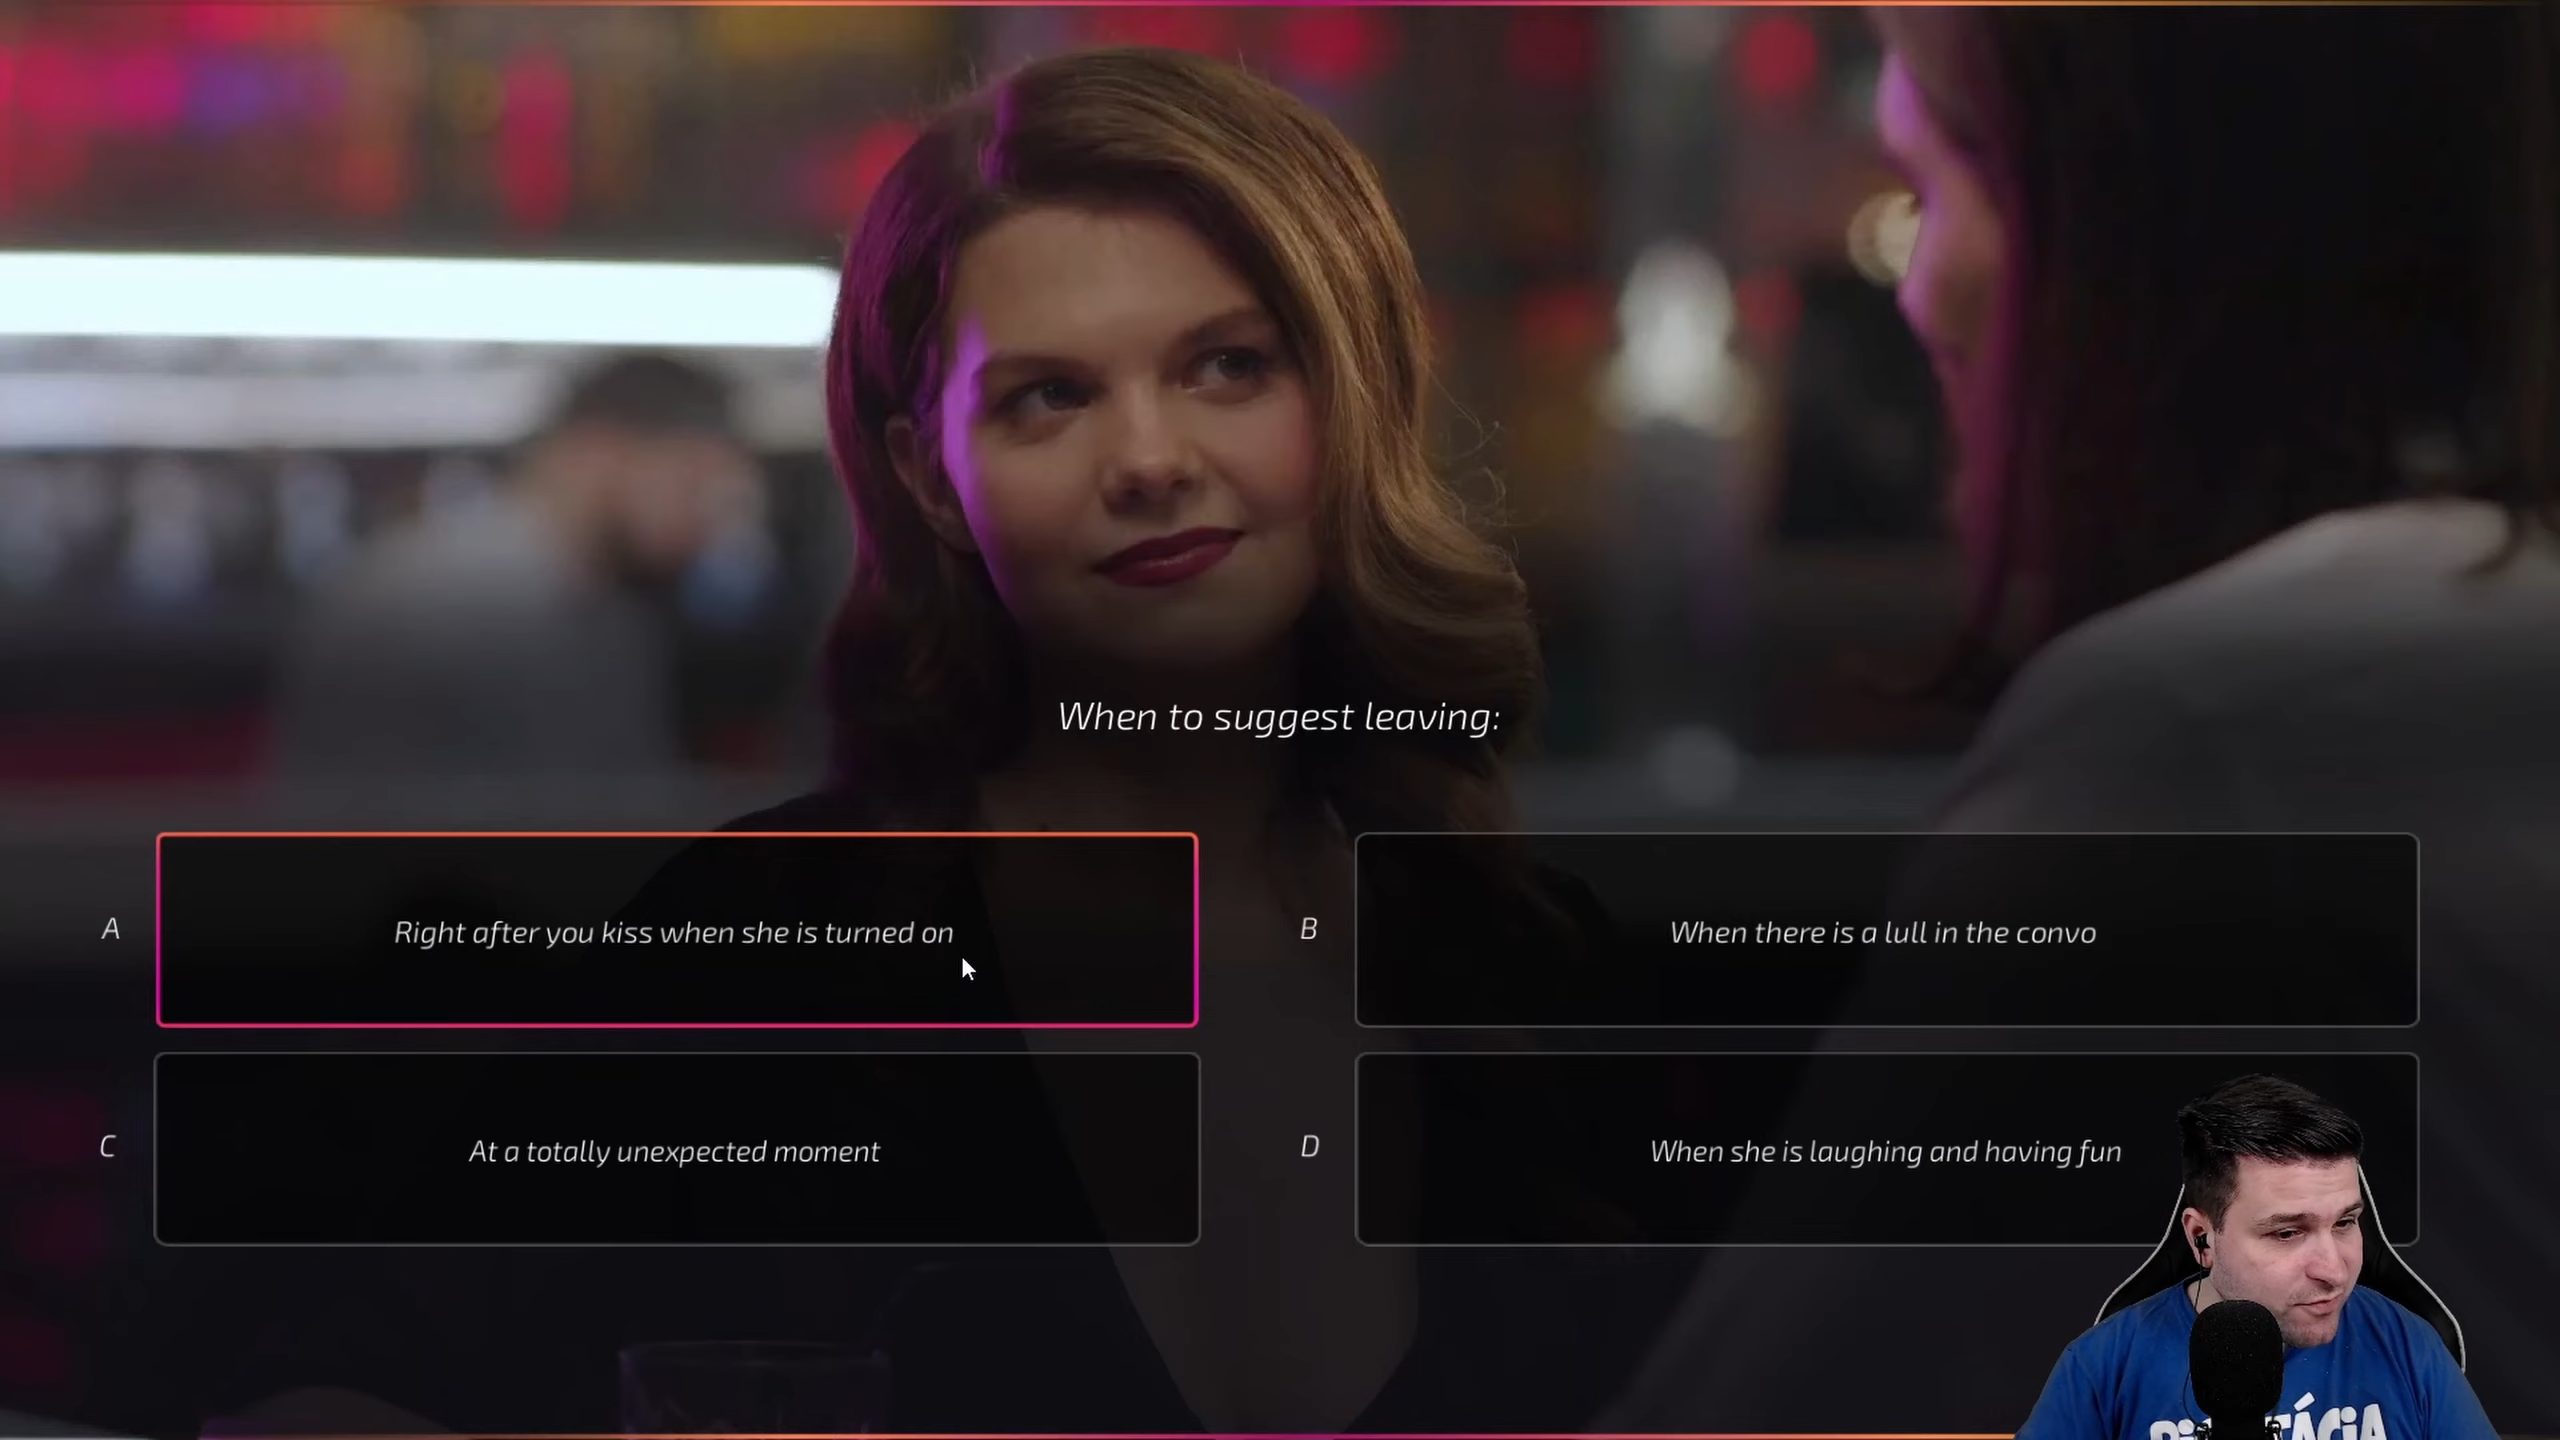 When to suggest leaving:
A
Right after you kiss when she is turned on
B
When there is a lull in the convo
C
At a totally unexpected moment
D
When she is laughing and having fun